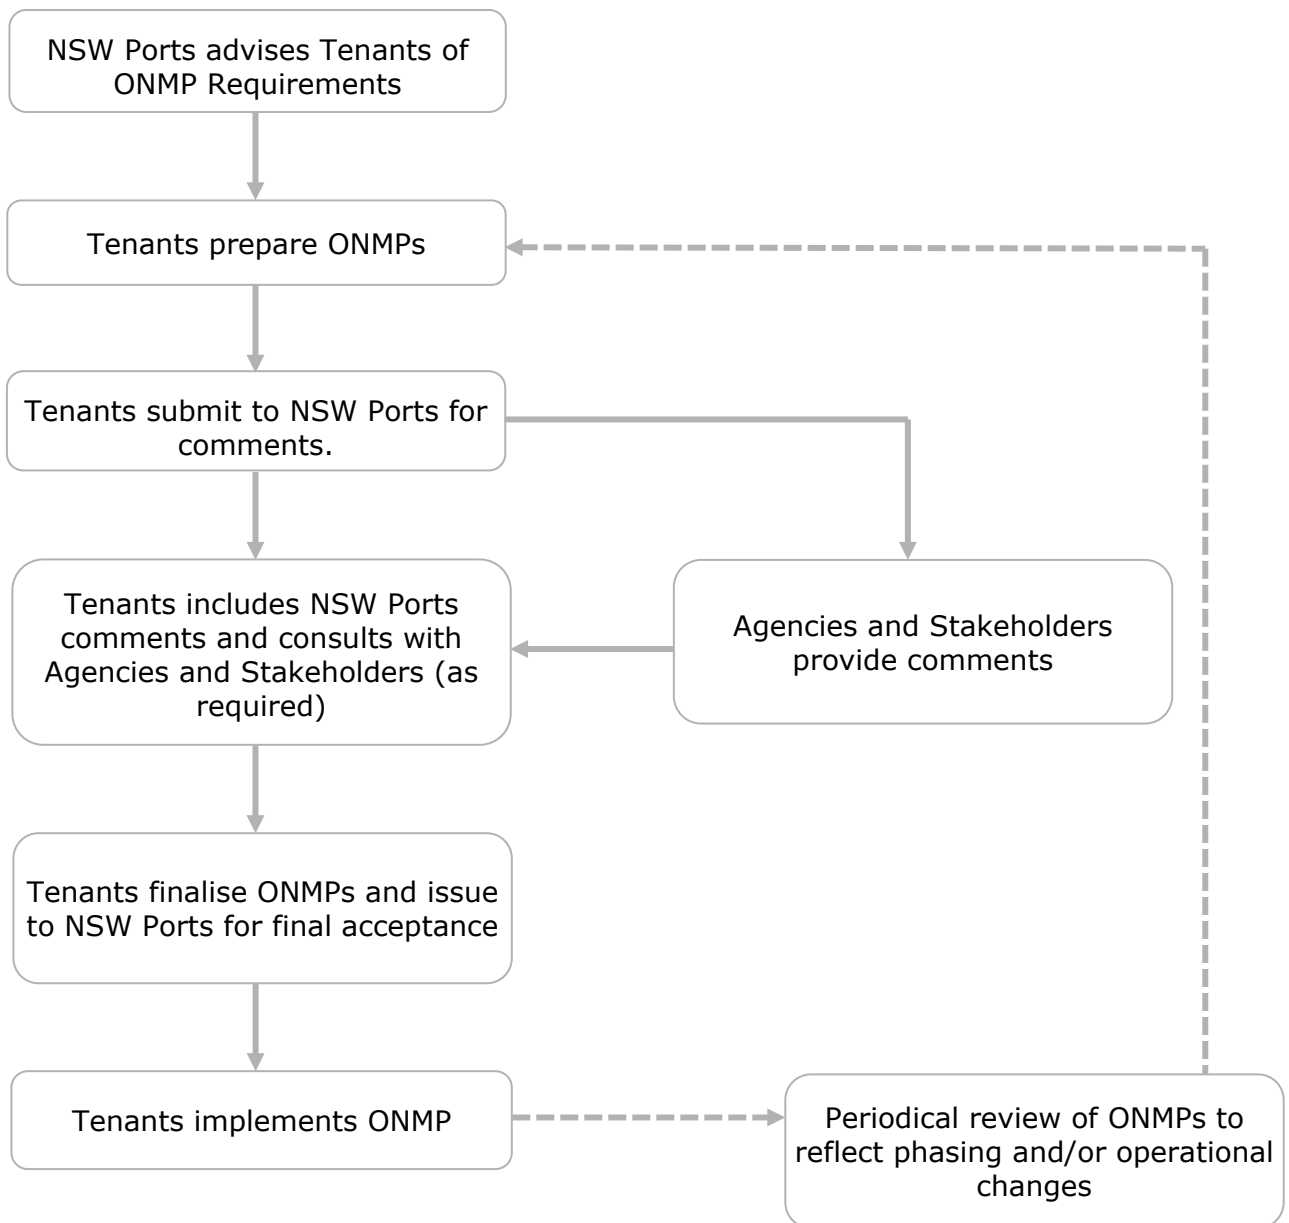 NSW Ports advises Tenants of
ONMP Requirements
Tenants prepare ONMPs
Tenants submit to NSW Ports for
comments.
Tenants includes NSW Ports
comments and consults with
Agencies and Stakeholders (as
required)
Agencies and Stakeholders
provide comments
Tenants finalise ONMPs and issue
to NSW Ports for final acceptance
Tenants implements ONMP
Periodical review of ONMPs to
reflect phasing and/or operational
changes